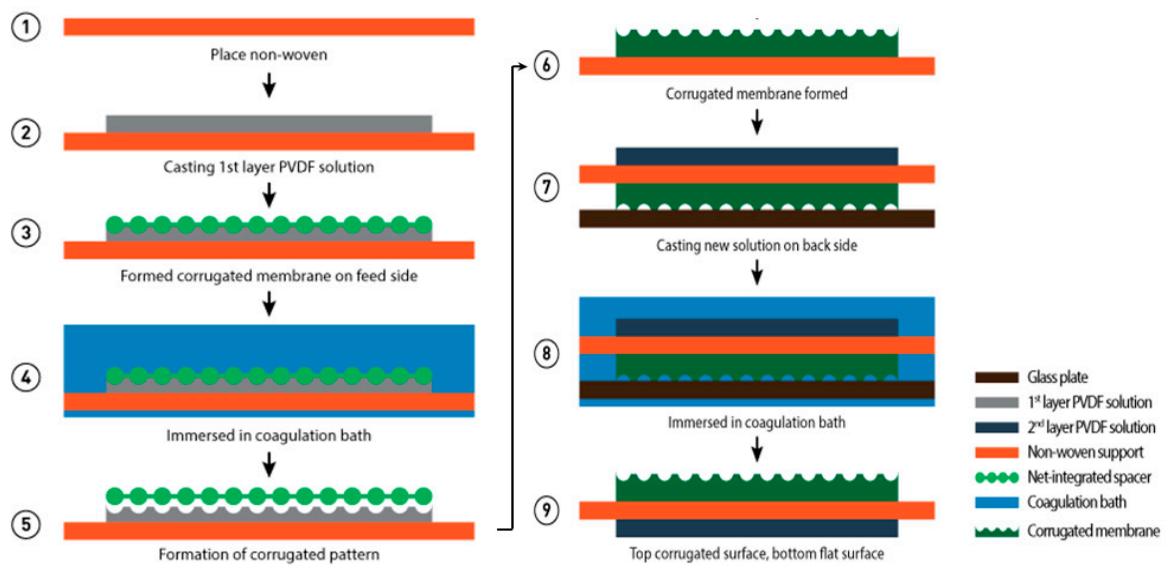 1
Place non-woven
2
Casting 1st layer PVDF solution
3
Formed corrugated membrane on feed side
4
Immersed in coagulation bath
5
Formation of corrugated pattern
6
Corrugated membrane formed
7
Casting new solution on back side
8
Immersed in coagulation bath
9
Top corrugated surface, bottom flat surface
Glass plate
1st layer PVDF solution
2nd layer PVDF solution
Non-woven support
Net-integrated spacer
Coagulation bath
Corrugated membrane